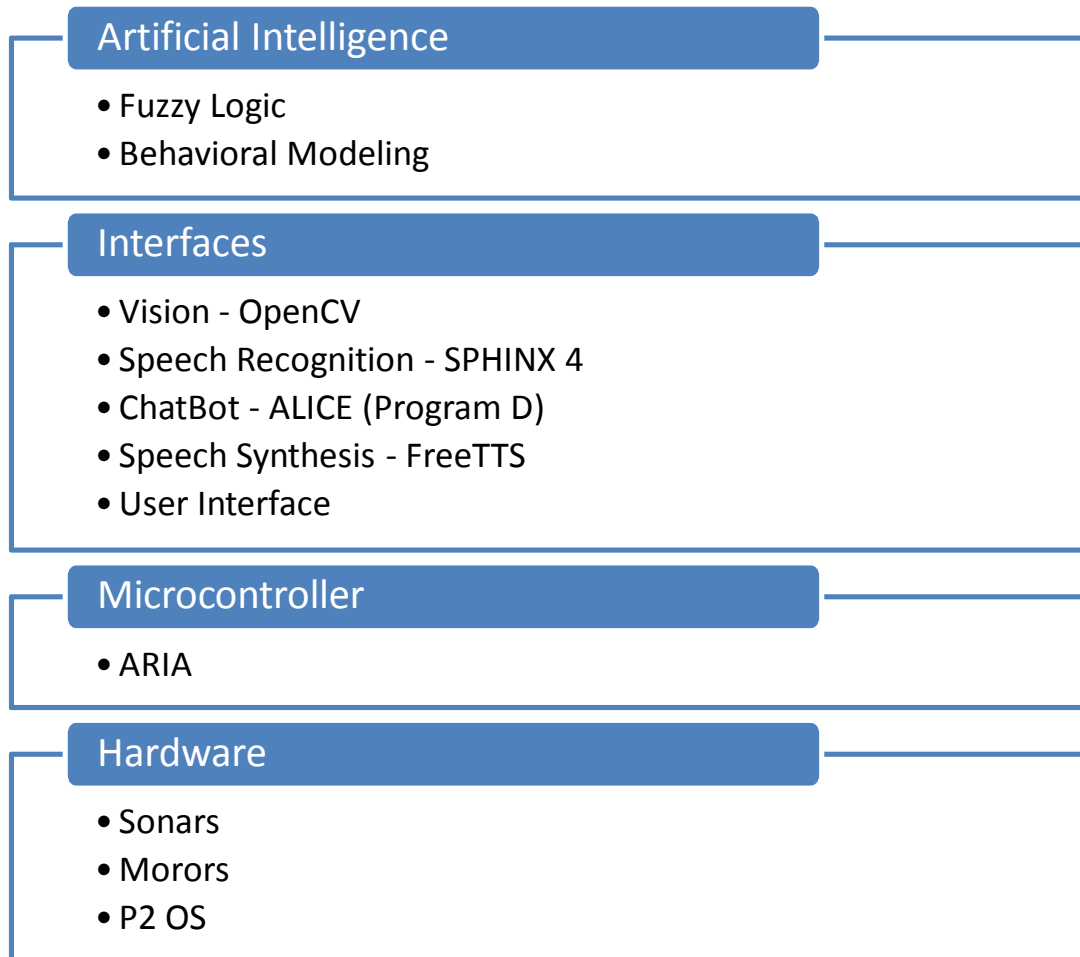 Artificial Intelligence
• Fuzzy Logic
• Behavioral Modeling
Interfaces
• Vision - OpenCV
• Speech Recognition - SPHINX 4
• ChatBot - ALICE (Program D)
• Speech Synthesis - FreeTTS
• User Interface
Microcontroller
• ARIA
Hardware
• Sonars
• Morors
• P2 OS